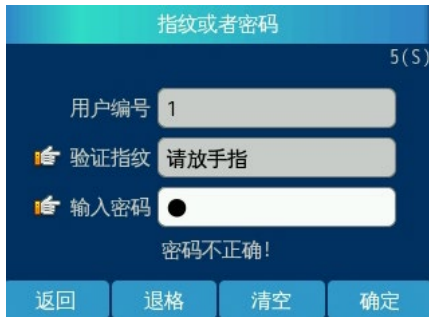 指纹或者密码
5(S)
用户编号 1
验证指纹 请放手指
输入密码 ●
密码不正确!
返回 退格 清空 确定